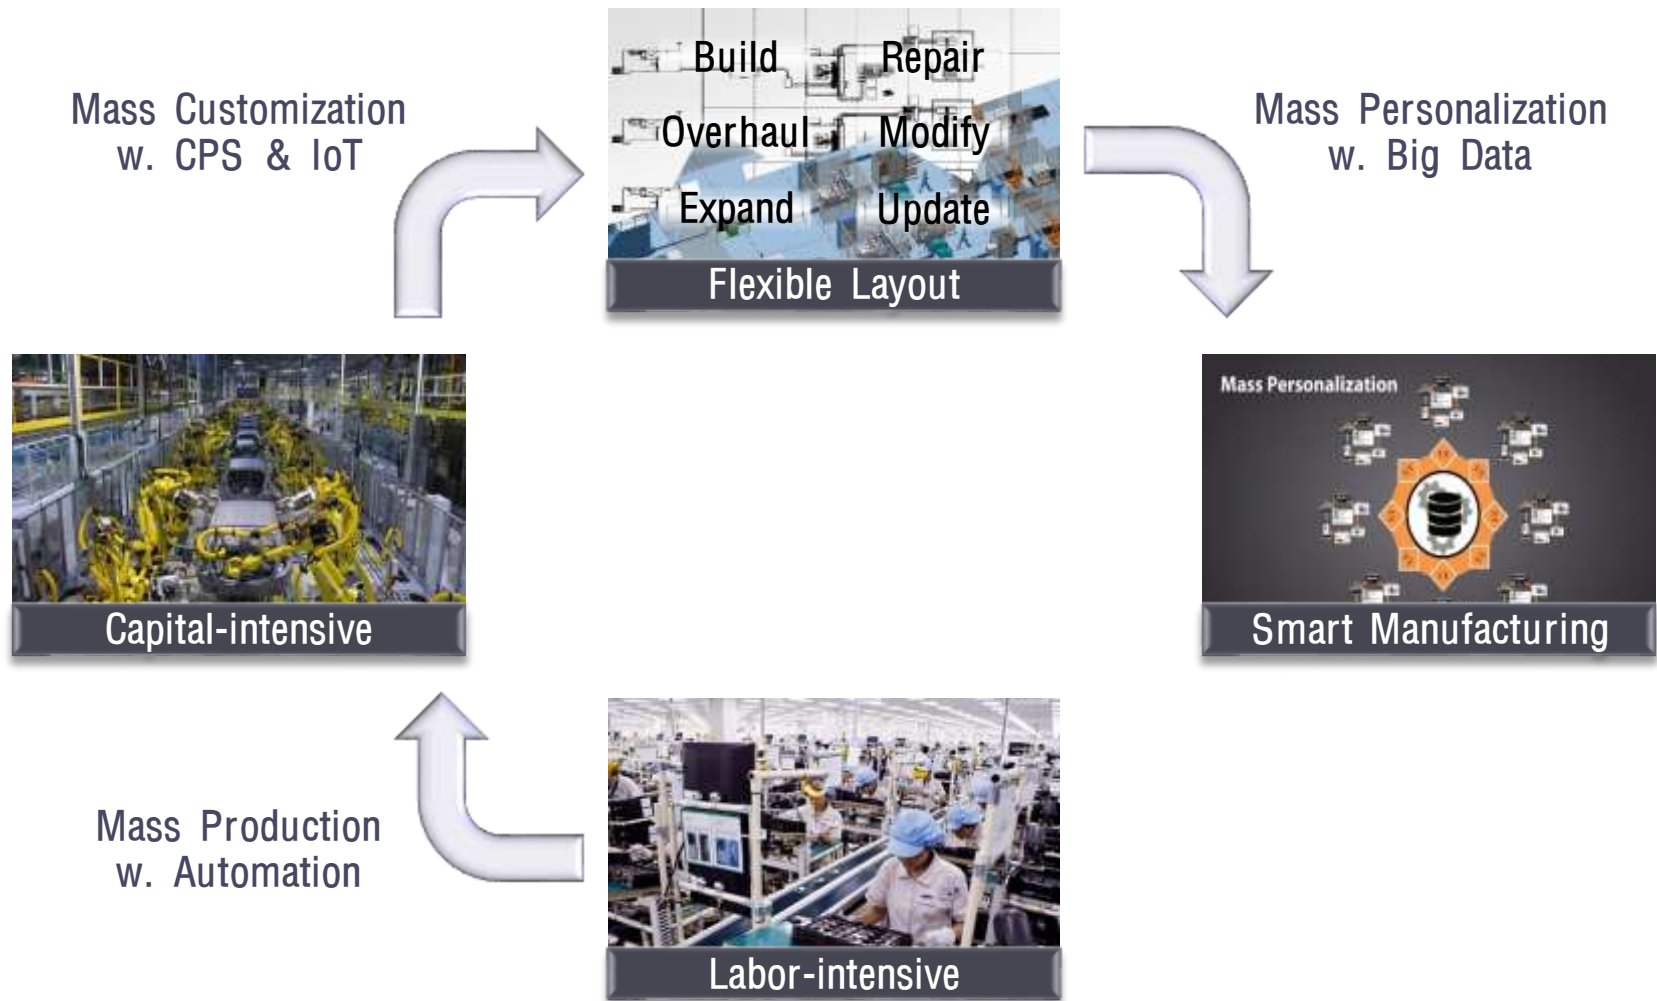 Mass Customization
w. CPS & IoT
Build
Repair
Overhaul
Modify
Expand
Update
Flexible Layout
Mass Personalization
w. Big Data
Capital-intensive
Mass Personalization
Smart Manufacturing
Mass Production
w. Automation
Labor-intensive